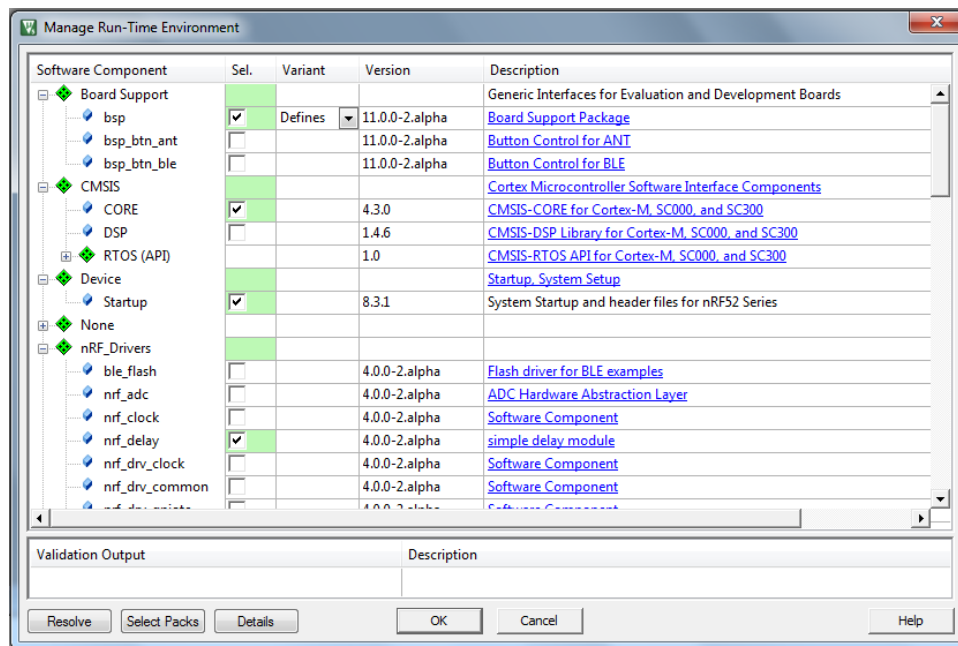 Manage Run-Time Environment
Software Component Sel. Variant Version Description
Board Support Generic Interfaces for Evaluation and Development Boards
bsp Defines 11.0.0-2.alpha Board Support Package
bsp_btn_ant 11.0.0-2.alpha Button Control for ANT
bsp_btn_ble 11.0.0-2.alpha Button Control for BLE
CMSIS Cortex Microcontroller Software Interface Components
CORE 4.3.0 CMSIS-CORE for Cortex-M, SC000, and SC300
DSP 1.4.6 CMSIS-DSP Library for Cortex-M, SC000, and SC300
RTOS (API) 1.0 CMSIS-RTOS API for Cortex-M, SC000, and SC300
Device Startup, System Setup
Startup 8.3.1 System Startup and header files for nRF52 Series
None
nRF_Drivers
ble_flash 4.0.0-2.alpha Flash driver for BLE examples
nrf_adc 4.0.0-2.alpha ADC Hardware Abstraction Layer
nrf_clock 4.0.0-2.alpha Software Component
nrf_delay 4.0.0-2.alpha simple delay module
nrf_drv_clock 4.0.0-2.alpha Software Component
nrf_drv_common 4.0.0-2.alpha Software Component
Validation Output Description
Resolve Select Packs Details OK Cancel Help